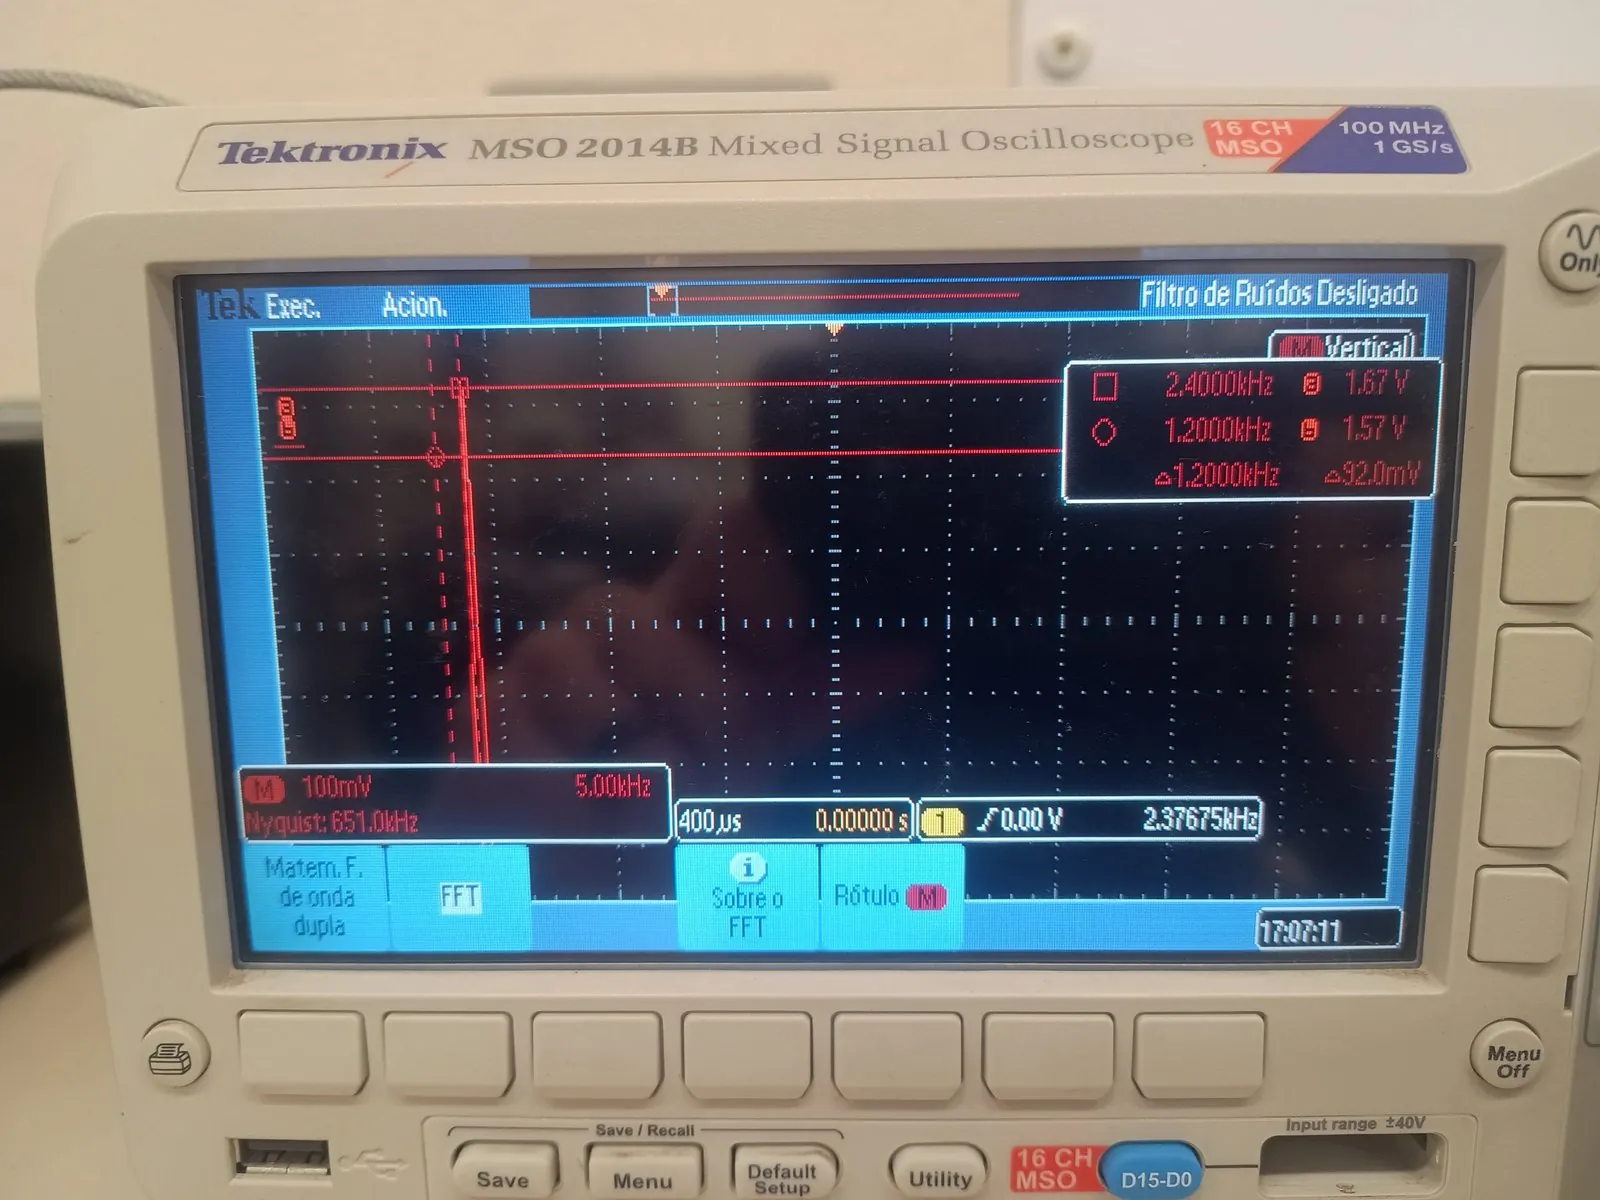 Tektronix MSO 2014B Mixed Signal Oscilloscope 16 CH MSO 100 MHz 1 GS/s
Only
Tek Exec. Acion. Filtro de Ruídos Desligado
M Vertical
2.4000kHz a 1.67 V
1.2000kHz b 1.57 V
△1.2000kHz △92.0mV
a
b
M 100mV 5.00kHz
Nyquist: 651.0kHz
400µs 0.00000 s
1 0.00 V 2.37675kHz
Matem. F. de onda dupla
FFT
i Sobre o FFT
Rótulo M
17:07:11
Menu Off
Save / Recall
Save
Menu
Default Setup
Utility
16 CH MSO
D15-D0
Input range ±40V